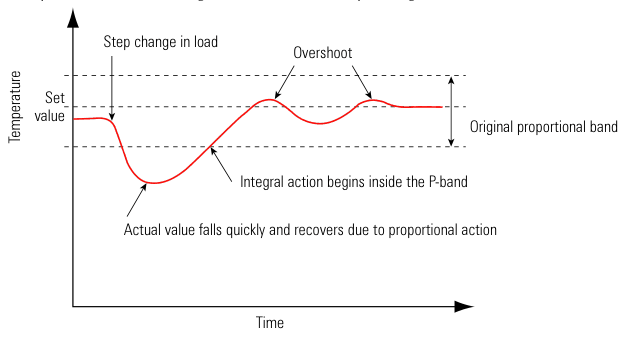 Step change in load
Overshoot
Temperature
Set
value
Original proportional band
Integral action begins inside the P-band
Actual value falls quickly and recovers due to proportional action
Time